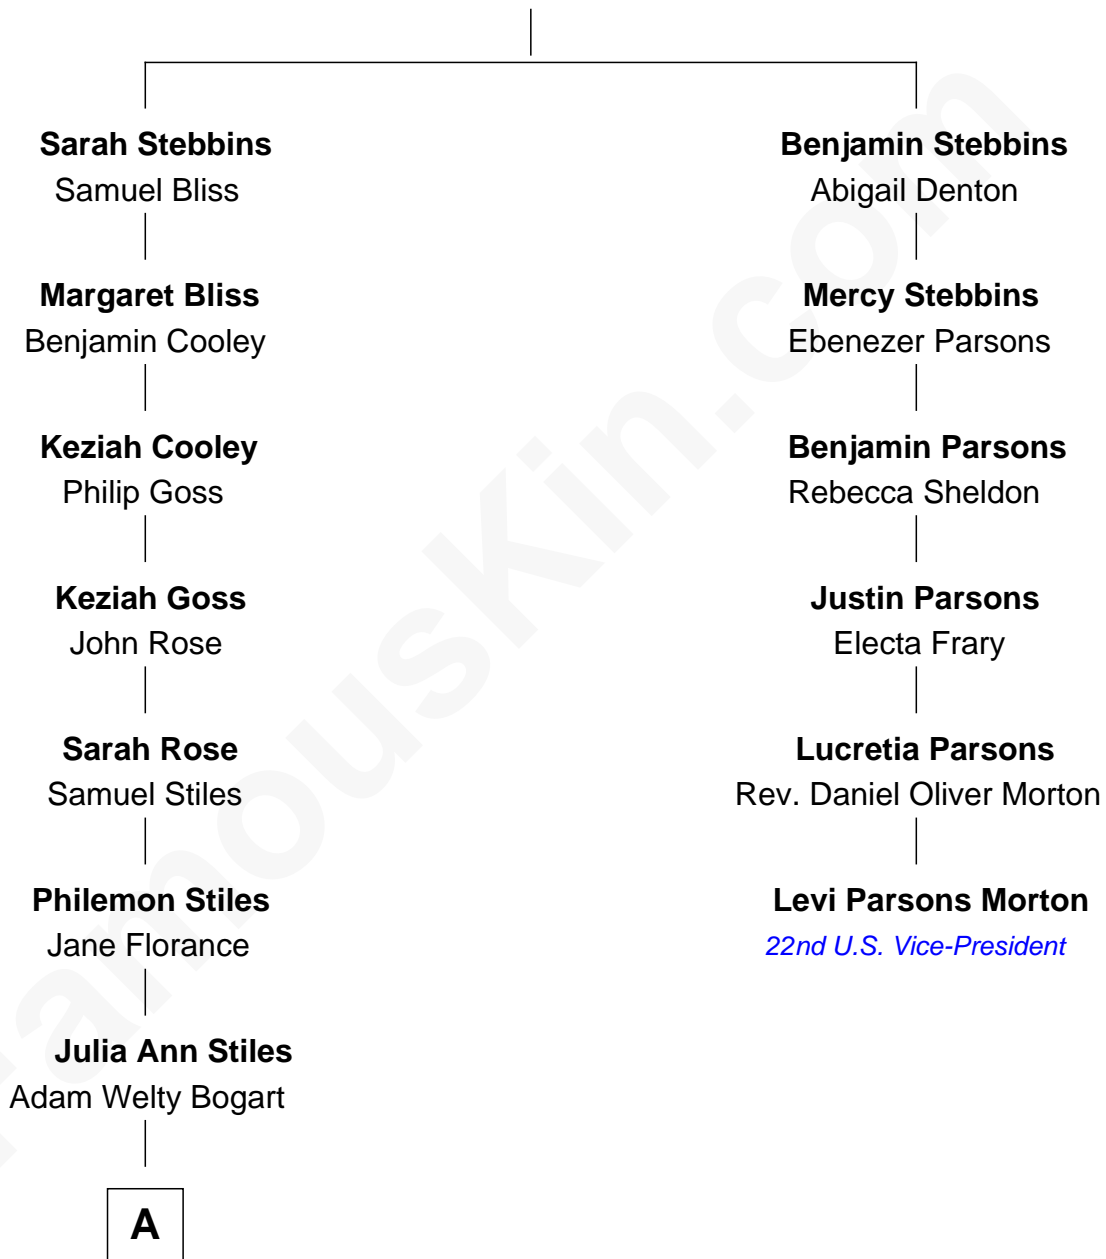 Sarah Stebbins
Samuel Bliss
Margaret Bliss
Benjamin Cooley
Keziah Cooley
Philip Goss
Keziah Goss
John Rose
Sarah Rose
Samuel Stiles
Philemon Stiles
Jane Florance
Julia Ann Stiles
Adam Welty Bogart
A
Benjamin Stebbins
Abigail Denton
Mercy Stebbins
Ebenezer Parsons
Benjamin Parsons
Rebecca Sheldon
Justin Parsons
Electa Frary
Lucretia Parsons
Rev. Daniel Oliver Morton
Levi Parsons Morton
22nd U.S. Vice-President
FamousKin.com